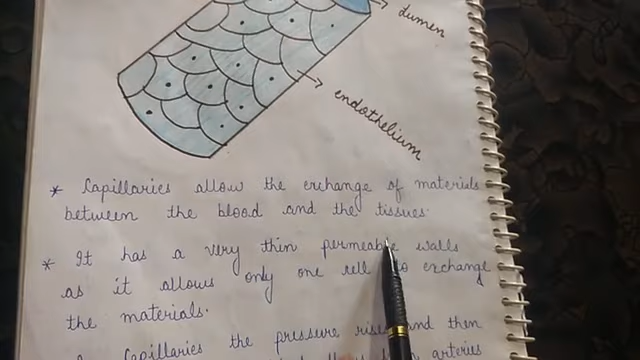 Lumen
endothelium
* Capillaries allow the exchange of materials
between the blood and the tissues.
* It has a very thin permeable walls
as it allows only one cell to exchange
the materials.
Capillaries the pressure rises and then
arteries